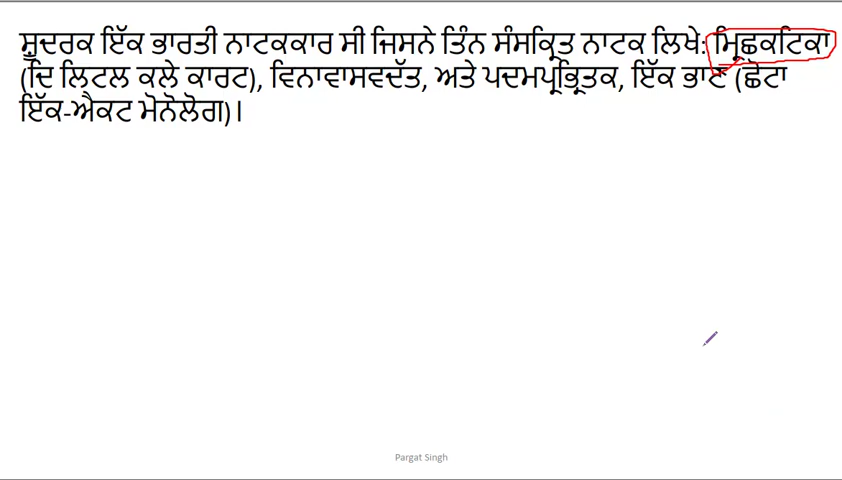 ਸ਼ੂਦਰਕ ਇੱਕ ਭਾਰਤੀ ਨਾਟਕਕਾਰ ਸੀ ਜਿਸਨੇ ਤਿੰਨ ਸੰਸਕ੍ਰਿਤ ਨਾਟਕ ਲਿਖੇ: ਮ੍ਰਿਛਕਟਿਕਾ
(ਦਿ ਲਿਟਲ ਕਲੇ ਕਾਰਟ), ਵਿਨਾਵਾਸਵਦੱਤ, ਅਤੇ ਪਦਮਪ੍ਰਭ੍ਰਿਤਕ, ਇੱਕ ਭਾਣ (ਛੋਟਾ
ਇੱਕ-ਐਕਟ ਮੋਨੋਲੋਗ)।
Pargat Singh